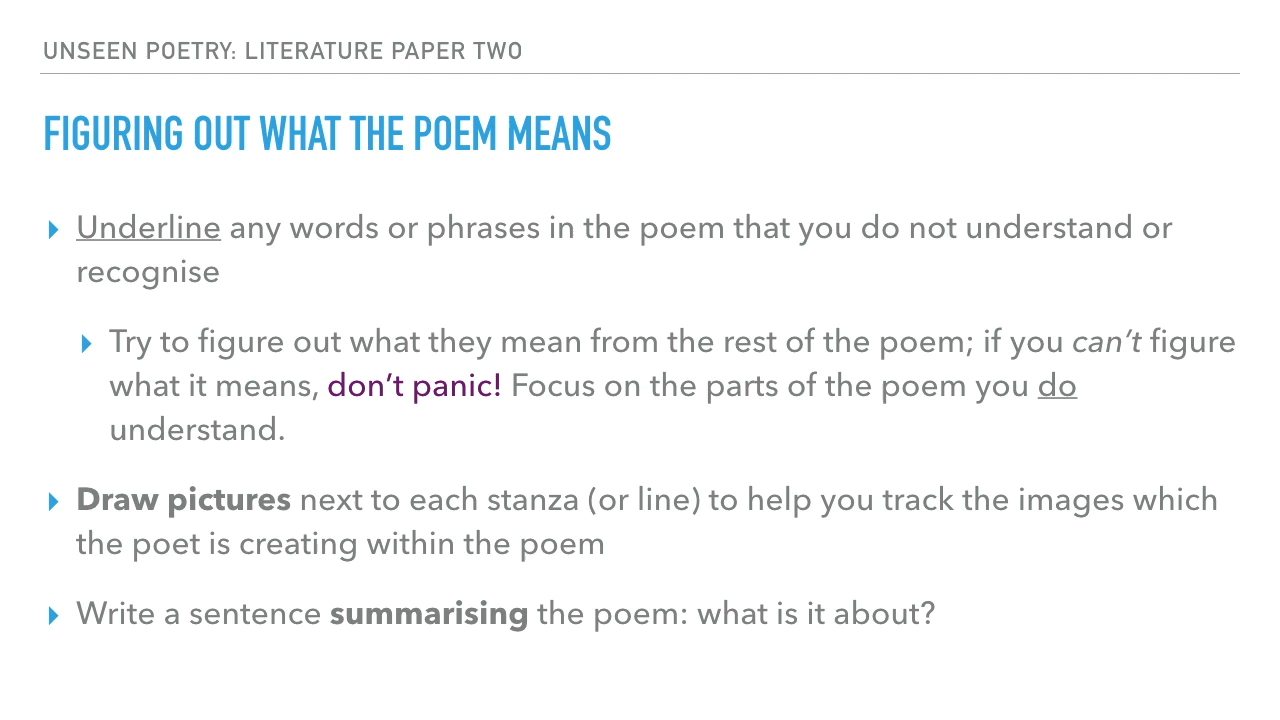 UNSEEN POETRY: LITERATURE PAPER TWO
FIGURING OUT WHAT THE POEM MEANS
▸ Underline any words or phrases in the poem that you do not understand or
recognise
▸ Try to figure out what they mean from the rest of the poem; if you can’t figure
what it means, don’t panic! Focus on the parts of the poem you do
understand.
▸ Draw pictures next to each stanza (or line) to help you track the images which
the poet is creating within the poem
▸ Write a sentence summarising the poem: what is it about?